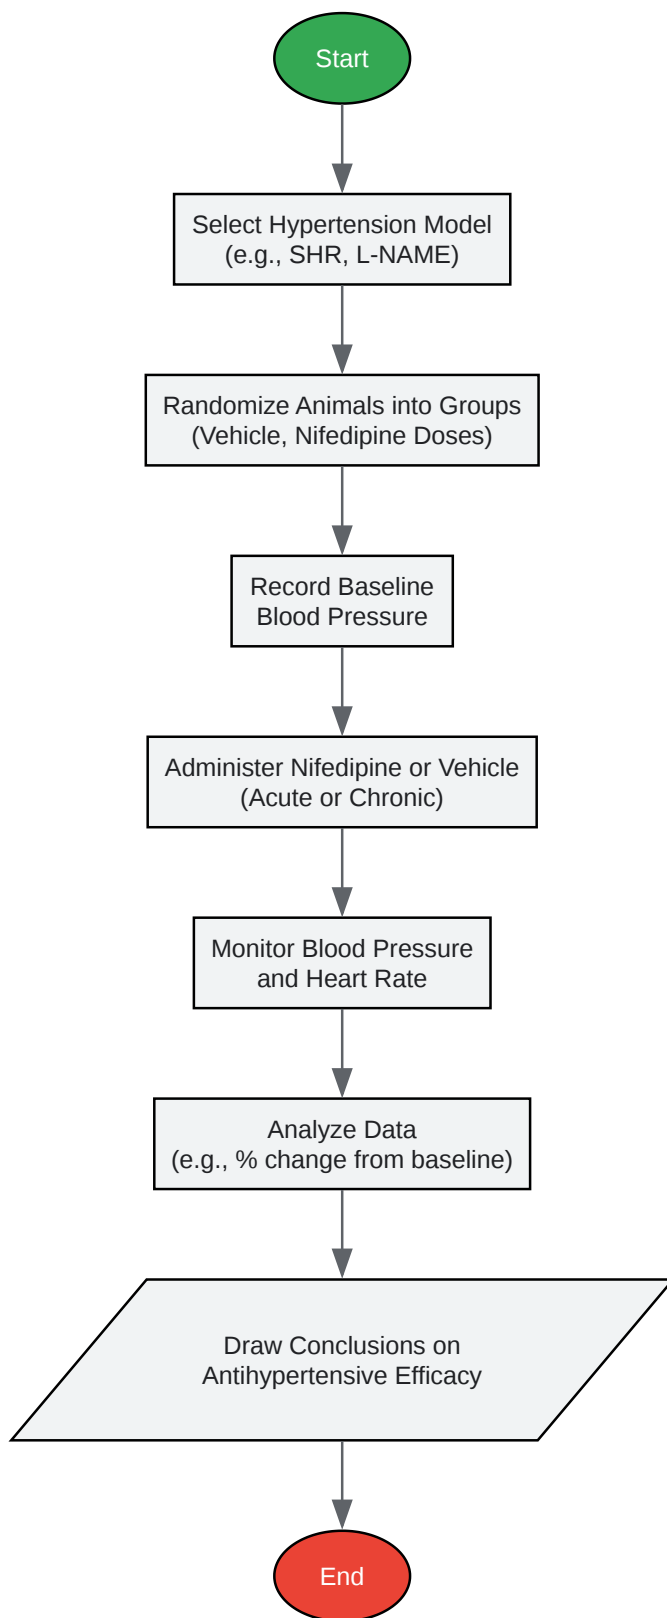 Start
Select Hypertension Model
(e.g., SHR, L-NAME)
Randomize Animals into Groups
(Vehicle, Nifedipine Doses)
Record Baseline
Blood Pressure
Administer Nifedipine or Vehicle
(Acute or Chronic)
Monitor Blood Pressure
and Heart Rate
Analyze Data
(e.g., % change from baseline)
Draw Conclusions on
Antihypertensive Efficacy
End